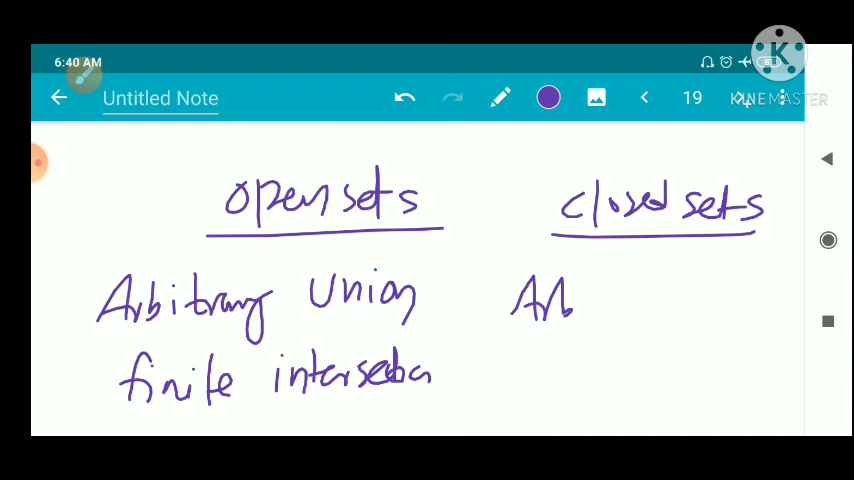 6:40 AM
K
KINEMASTER
Untitled Note
19
open sets
closed sets
Arbitrary Union
Arb
finite intersection